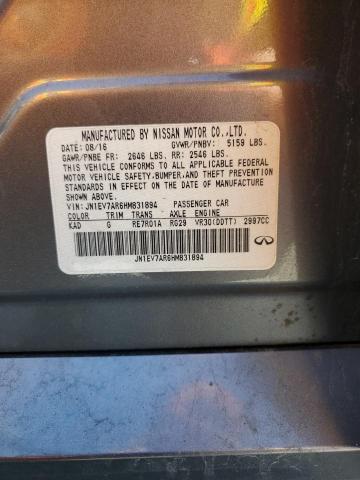 MANUFACTURED BY NISSAN MOTOR CO.,LTD.
DATE: 08/16 GVWR/PNBV: 5159 LBS.
GAWR/PNBE FR: 2646 LBS. RR: 2546 LBS.
THIS VEHICLE CONFORMS TO ALL APPLICABLE FEDERAL
MOTOR VEHICLE SAFETY,BUMPER,AND THEFT PREVENTION
STANDARDS IN EFFECT ON THE DATE OF MANUFACTURE
SHOWN ABOVE.
VIN: JN1EV7AR6HM831894 PASSENGER CAR
COLOR TRIM TRANS AXLE ENGINE
KAD G RE7R01A RG29 VR30(DDTT) 2997CC
JN1EV7AR6HM831894